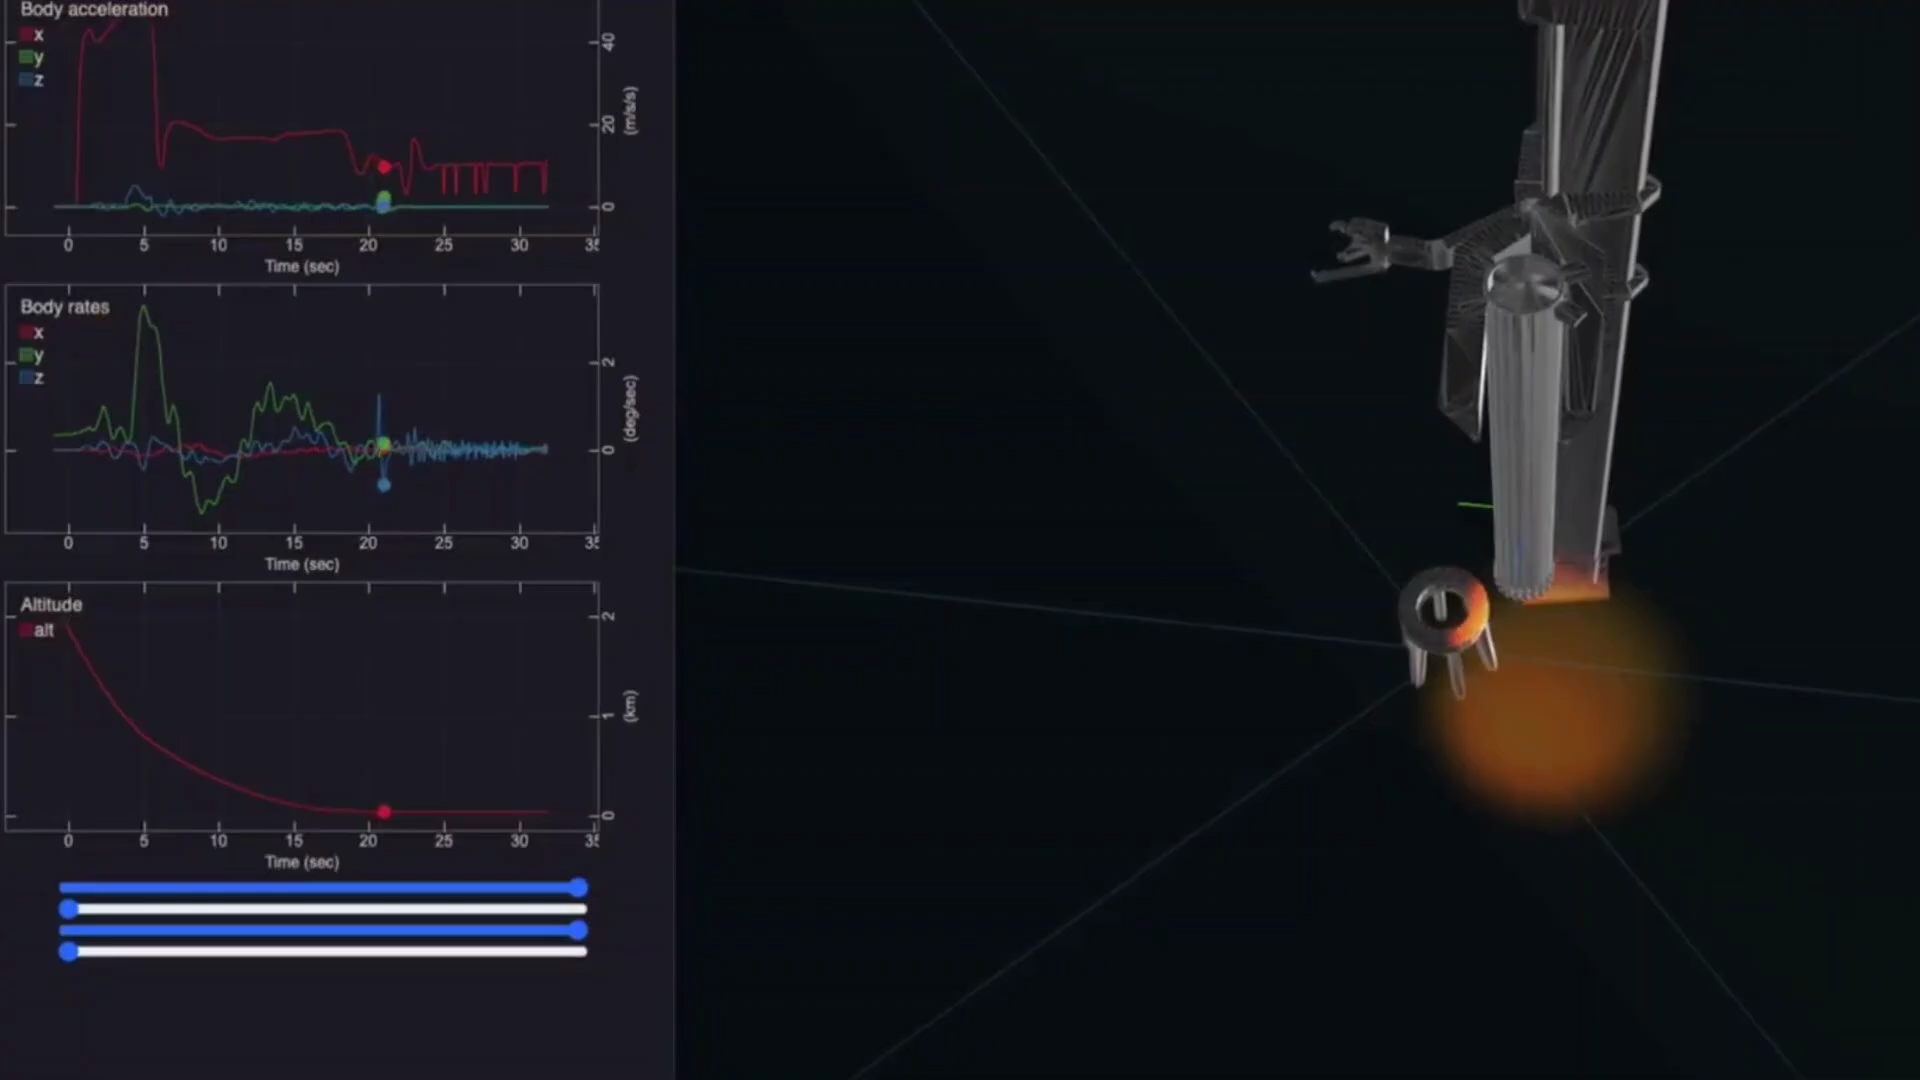 Body acceleration
x
y
z
40
20
0
(m/s/s)
0 5 10 15 20 25 30 35
Time (sec)
Body rates
x
y
z
2
0
(deg/sec)
0 5 10 15 20 25 30 35
Time (sec)
Altitude
alt
2
1
0
(km)
0 5 10 15 20 25 30 35
Time (sec)